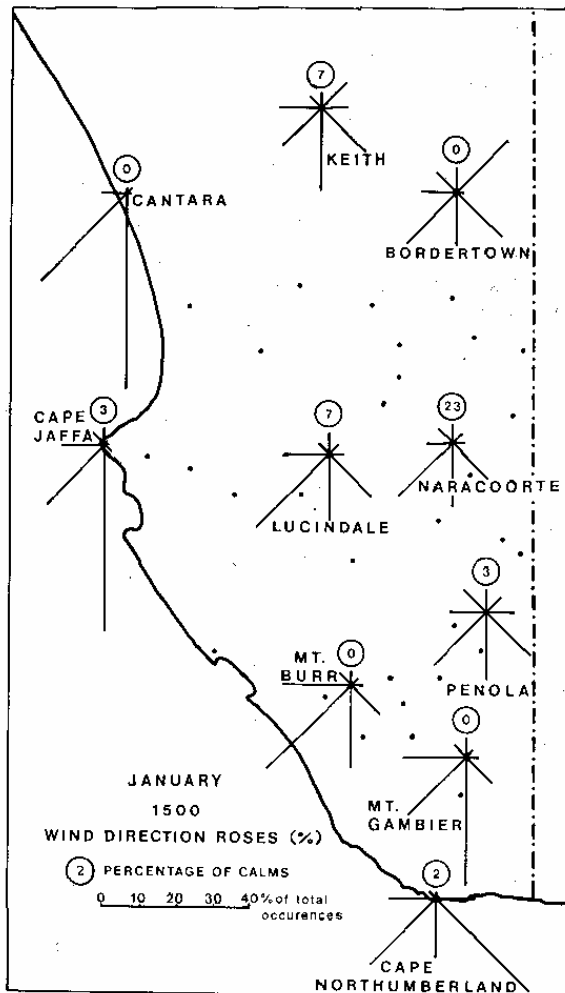 7
KEITH
0
CANTARA
0
BORDERTOWN
CAPE
JAFFA
3
7
LUCINDALE
23
NARACOORTE
3
PENOLA
MT.
BURR
0
0
MT.
GAMBIER
JANUARY
1500
WIND DIRECTION ROSES (%)
2 PERCENTAGE OF CALMS
0 10 20 30 40% of total
occurences
2
CAPE
NORTHUMBERLAND